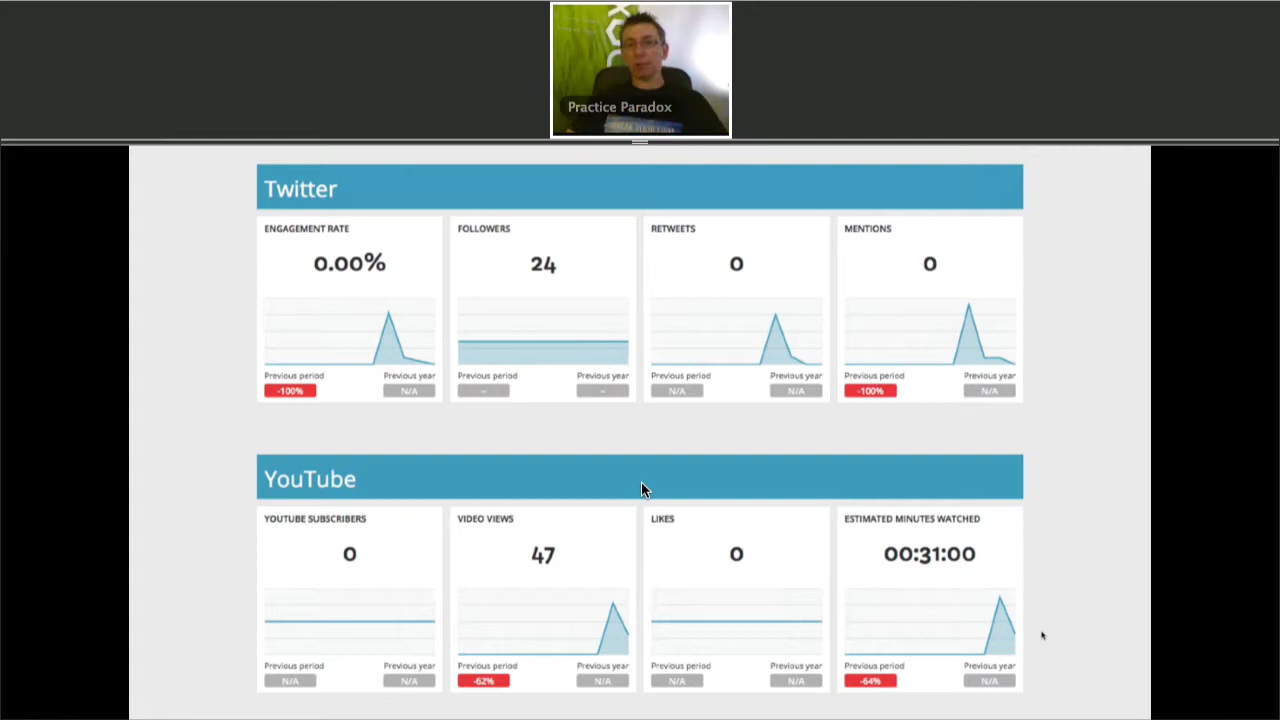 Practice Paradox
Twitter
ENGAGEMENT RATE
0.00%
Previous period Previous year
-100% N/A
FOLLOWERS
24
Previous period Previous year
– –
RETWEETS
0
Previous period Previous year
N/A N/A
MENTIONS
0
Previous period Previous year
-100% N/A
YouTube
YOUTUBE SUBSCRIBERS
0
Previous period Previous year
N/A N/A
VIDEO VIEWS
47
Previous period Previous year
-62% N/A
LIKES
0
Previous period Previous year
N/A N/A
ESTIMATED MINUTES WATCHED
00:31:00
Previous period Previous year
-64% N/A